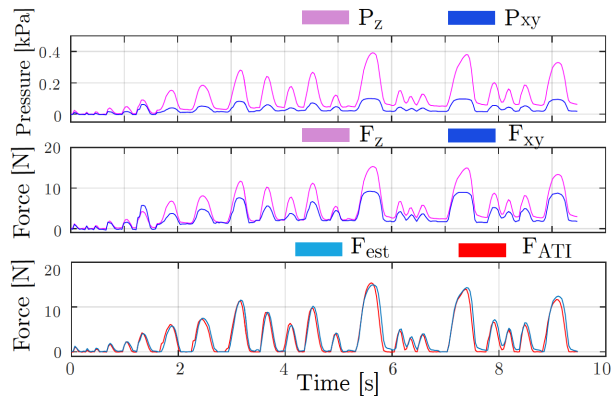 P_z P_xy
Pressure [kPa]
0.4
0.2
0
F_z F_xy
Force [N]
20
10
0
F_est F_ATI
Force [N]
20
10
0
0 2 4 6 8 10
Time [s]